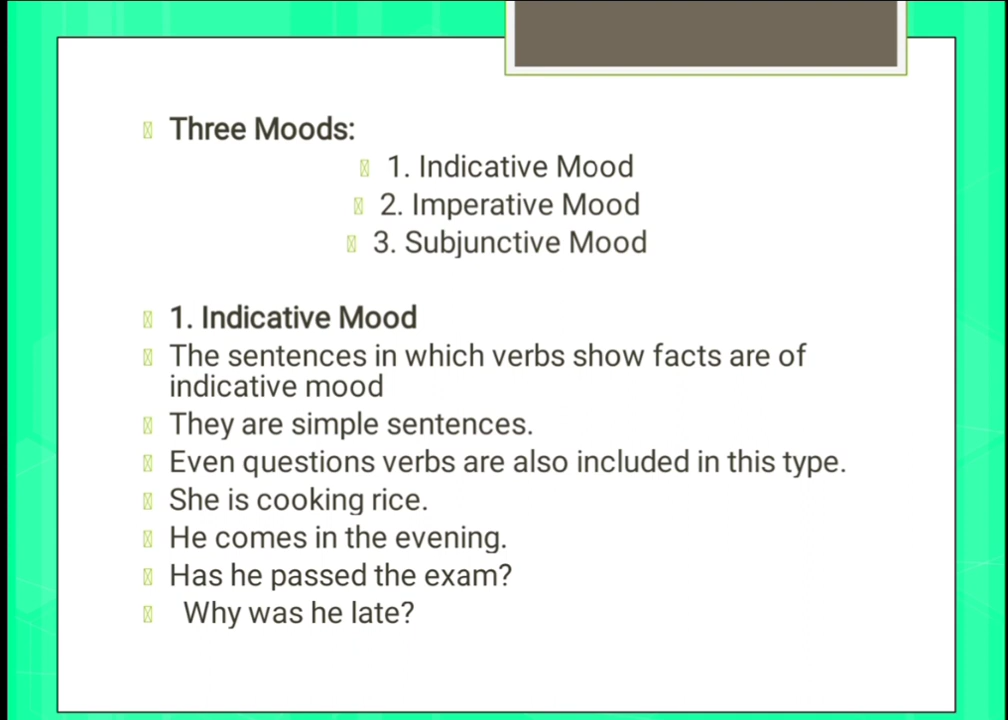 Three Moods:
1. Indicative Mood
2. Imperative Mood
3. Subjunctive Mood
1. Indicative Mood
The sentences in which verbs show facts are of
indicative mood
They are simple sentences.
Even questions verbs are also included in this type.
She is cooking rice.
He comes in the evening.
Has he passed the exam?
Why was he late?